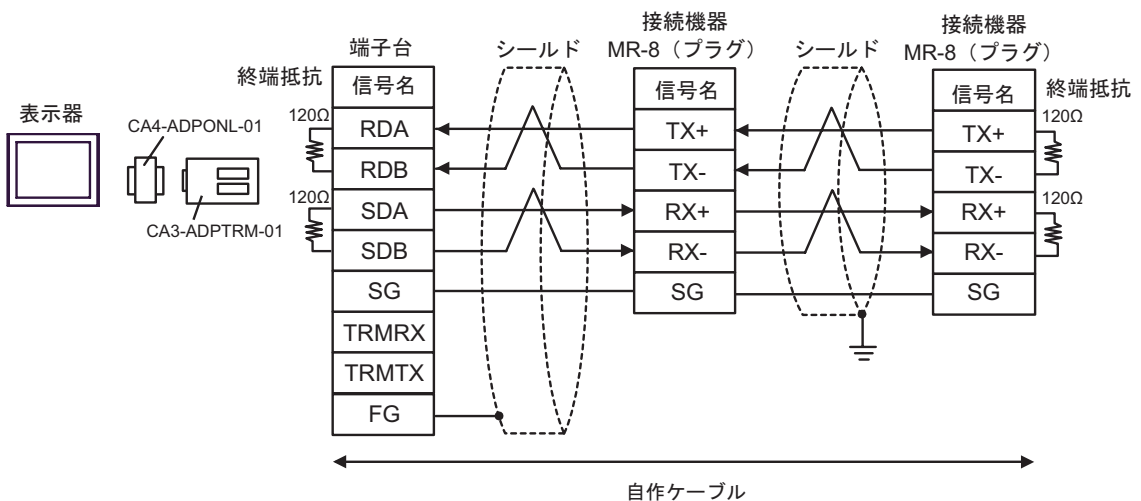 表示器
CA4-ADPONL-01
CA3-ADPTRM-01
終端抵抗
120Ω
120Ω
端子台
信号名
RDA
RDB
SDA
SDB
SG
TRMRX
TRMTX
FG
シールド
接続機器
MR-8（プラグ）
信号名
TX+
TX-
RX+
RX-
SG
シールド
接続機器
MR-8（プラグ）
信号名
TX+
TX-
RX+
RX-
SG
終端抵抗
120Ω
120Ω
自作ケーブル